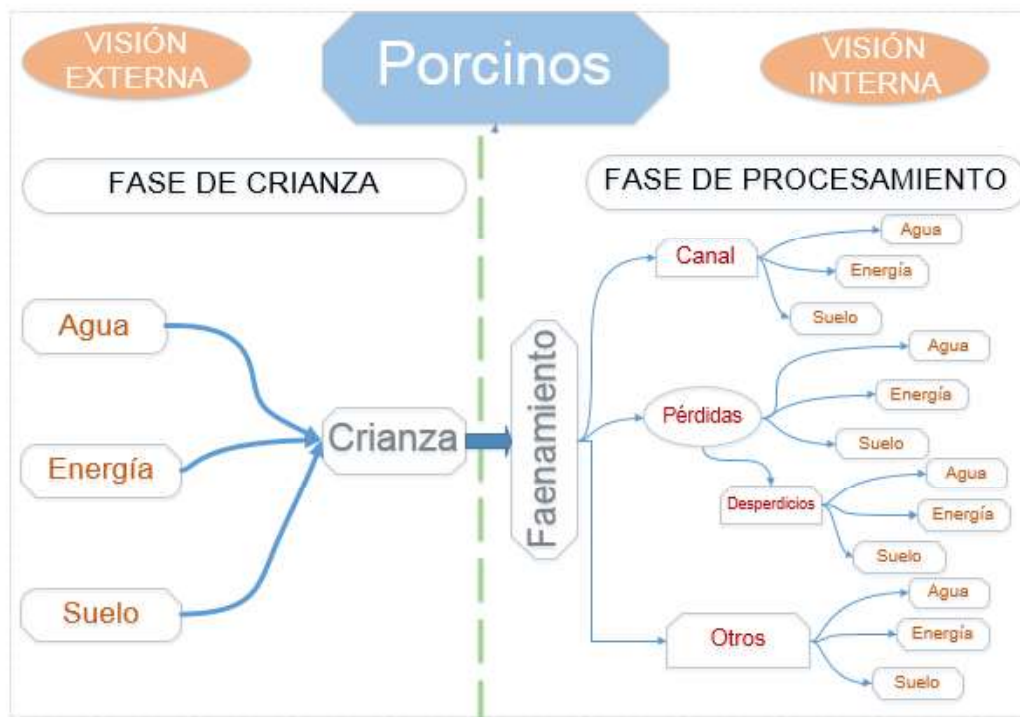 VISIÓN
EXTERNA
Porcinos
VISIÓN
INTERNA
FASE DE CRIANZA
FASE DE PROCESAMIENTO
Agua
Energía
Suelo
Crianza
Faenamiento
Canal
Agua
Energía
Suelo
Pérdidas
Agua
Energía
Suelo
Desperdicios
Agua
Energía
Suelo
Otros
Agua
Energía
Suelo